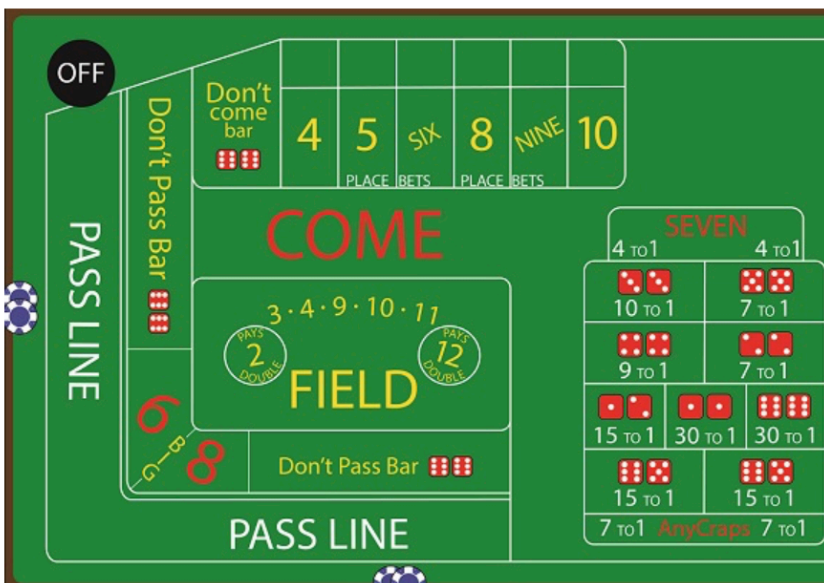 OFF
Don't
come
bar
4
5
SIX
8
NINE
10
PLACE BETS
PLACE BETS
Don't Pass Bar
PASS LINE
COME
3 · 4 · 9 · 10 · 11
PAYS
2
DOUBLE
PAYS
12
DOUBLE
FIELD
6
8
BIG
Don't Pass Bar
PASS LINE
SEVEN
4 TO 1 4 TO 1
10 TO 1 7 TO 1
9 TO 1 7 TO 1
15 TO 1 30 TO 1 30 TO 1
15 TO 1 15 TO 1
7 TO 1 AnyCraps 7 TO 1